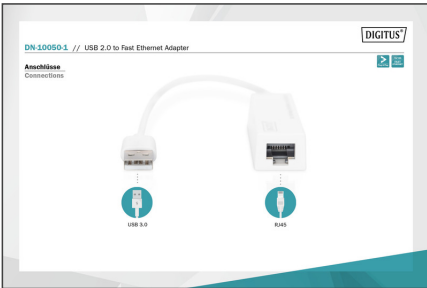 DIGITUS®
DN-10050-1 // USB 2.0 to Fast Ethernet Adapter
Anschlüsse
Connections
USB 3.0
RJ45